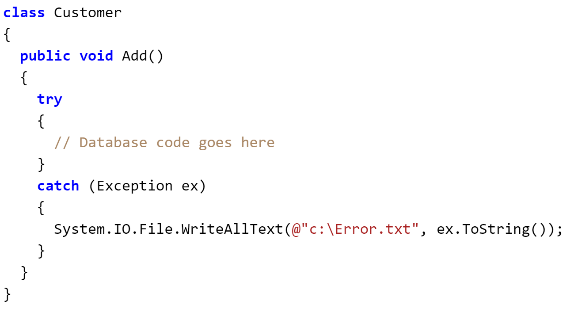 class Customer
{
  public void Add()
  {
    try
    {
      // Database code goes here
    }
    catch (Exception ex)
    {
      System.IO.File.WriteAllText(@"c:\Error.txt", ex.ToString());
    }
  }
}